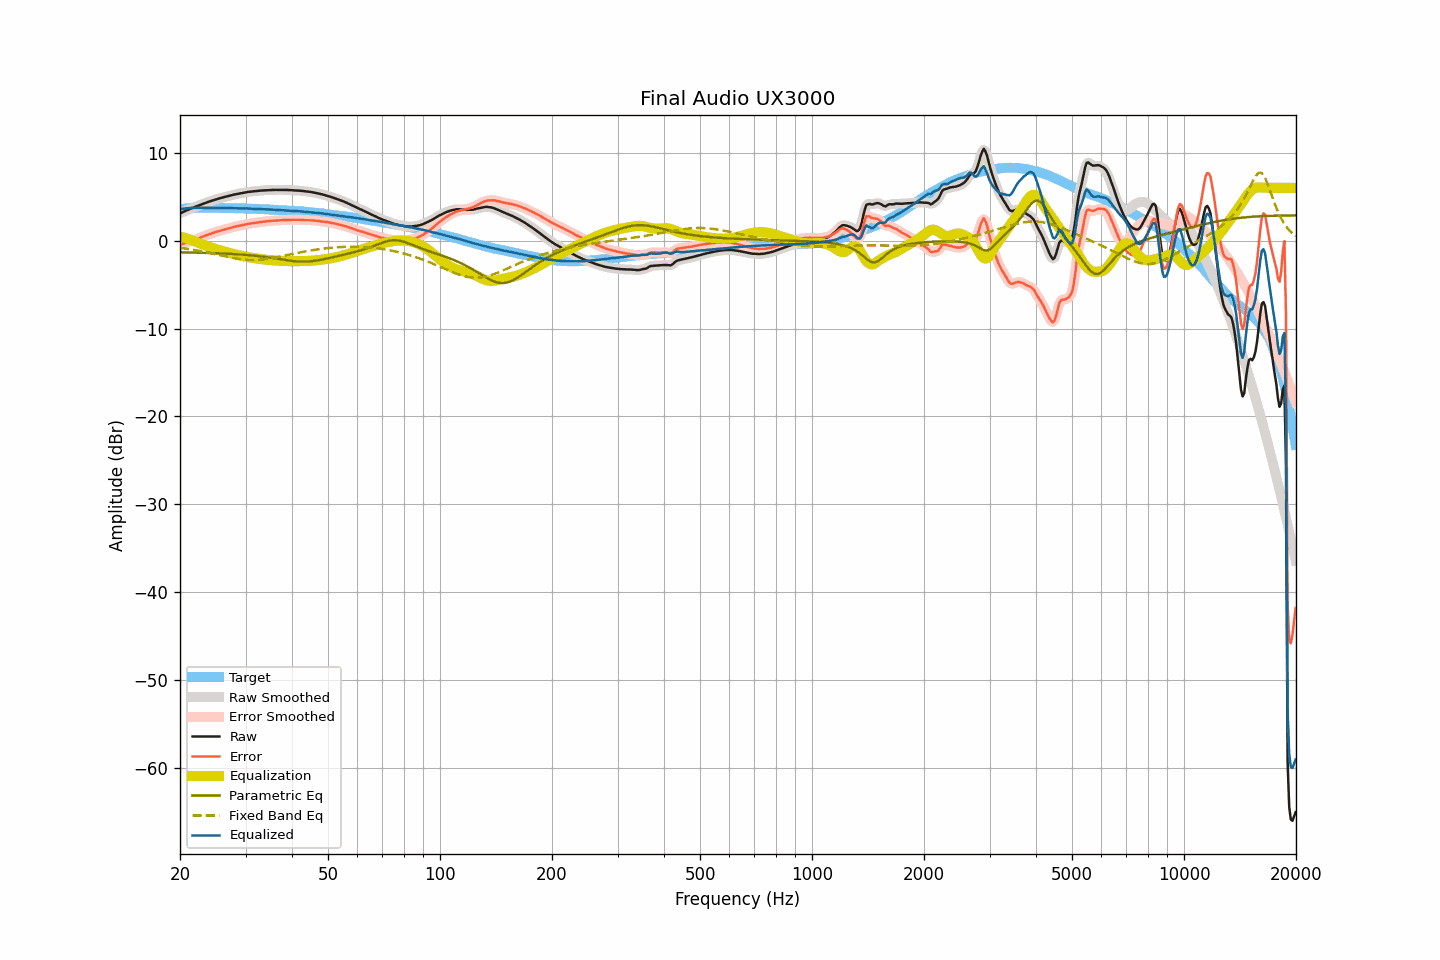 Final Audio UX3000
Amplitude (dBr)
10
0
−10
−20
−30
−40
−50
−60
Target
Raw Smoothed
Error Smoothed
Raw
Error
Equalization
Parametric Eq
Fixed Band Eq
Equalized
20 50 100 200 500 1000 2000 5000 10000 20000
Frequency (Hz)